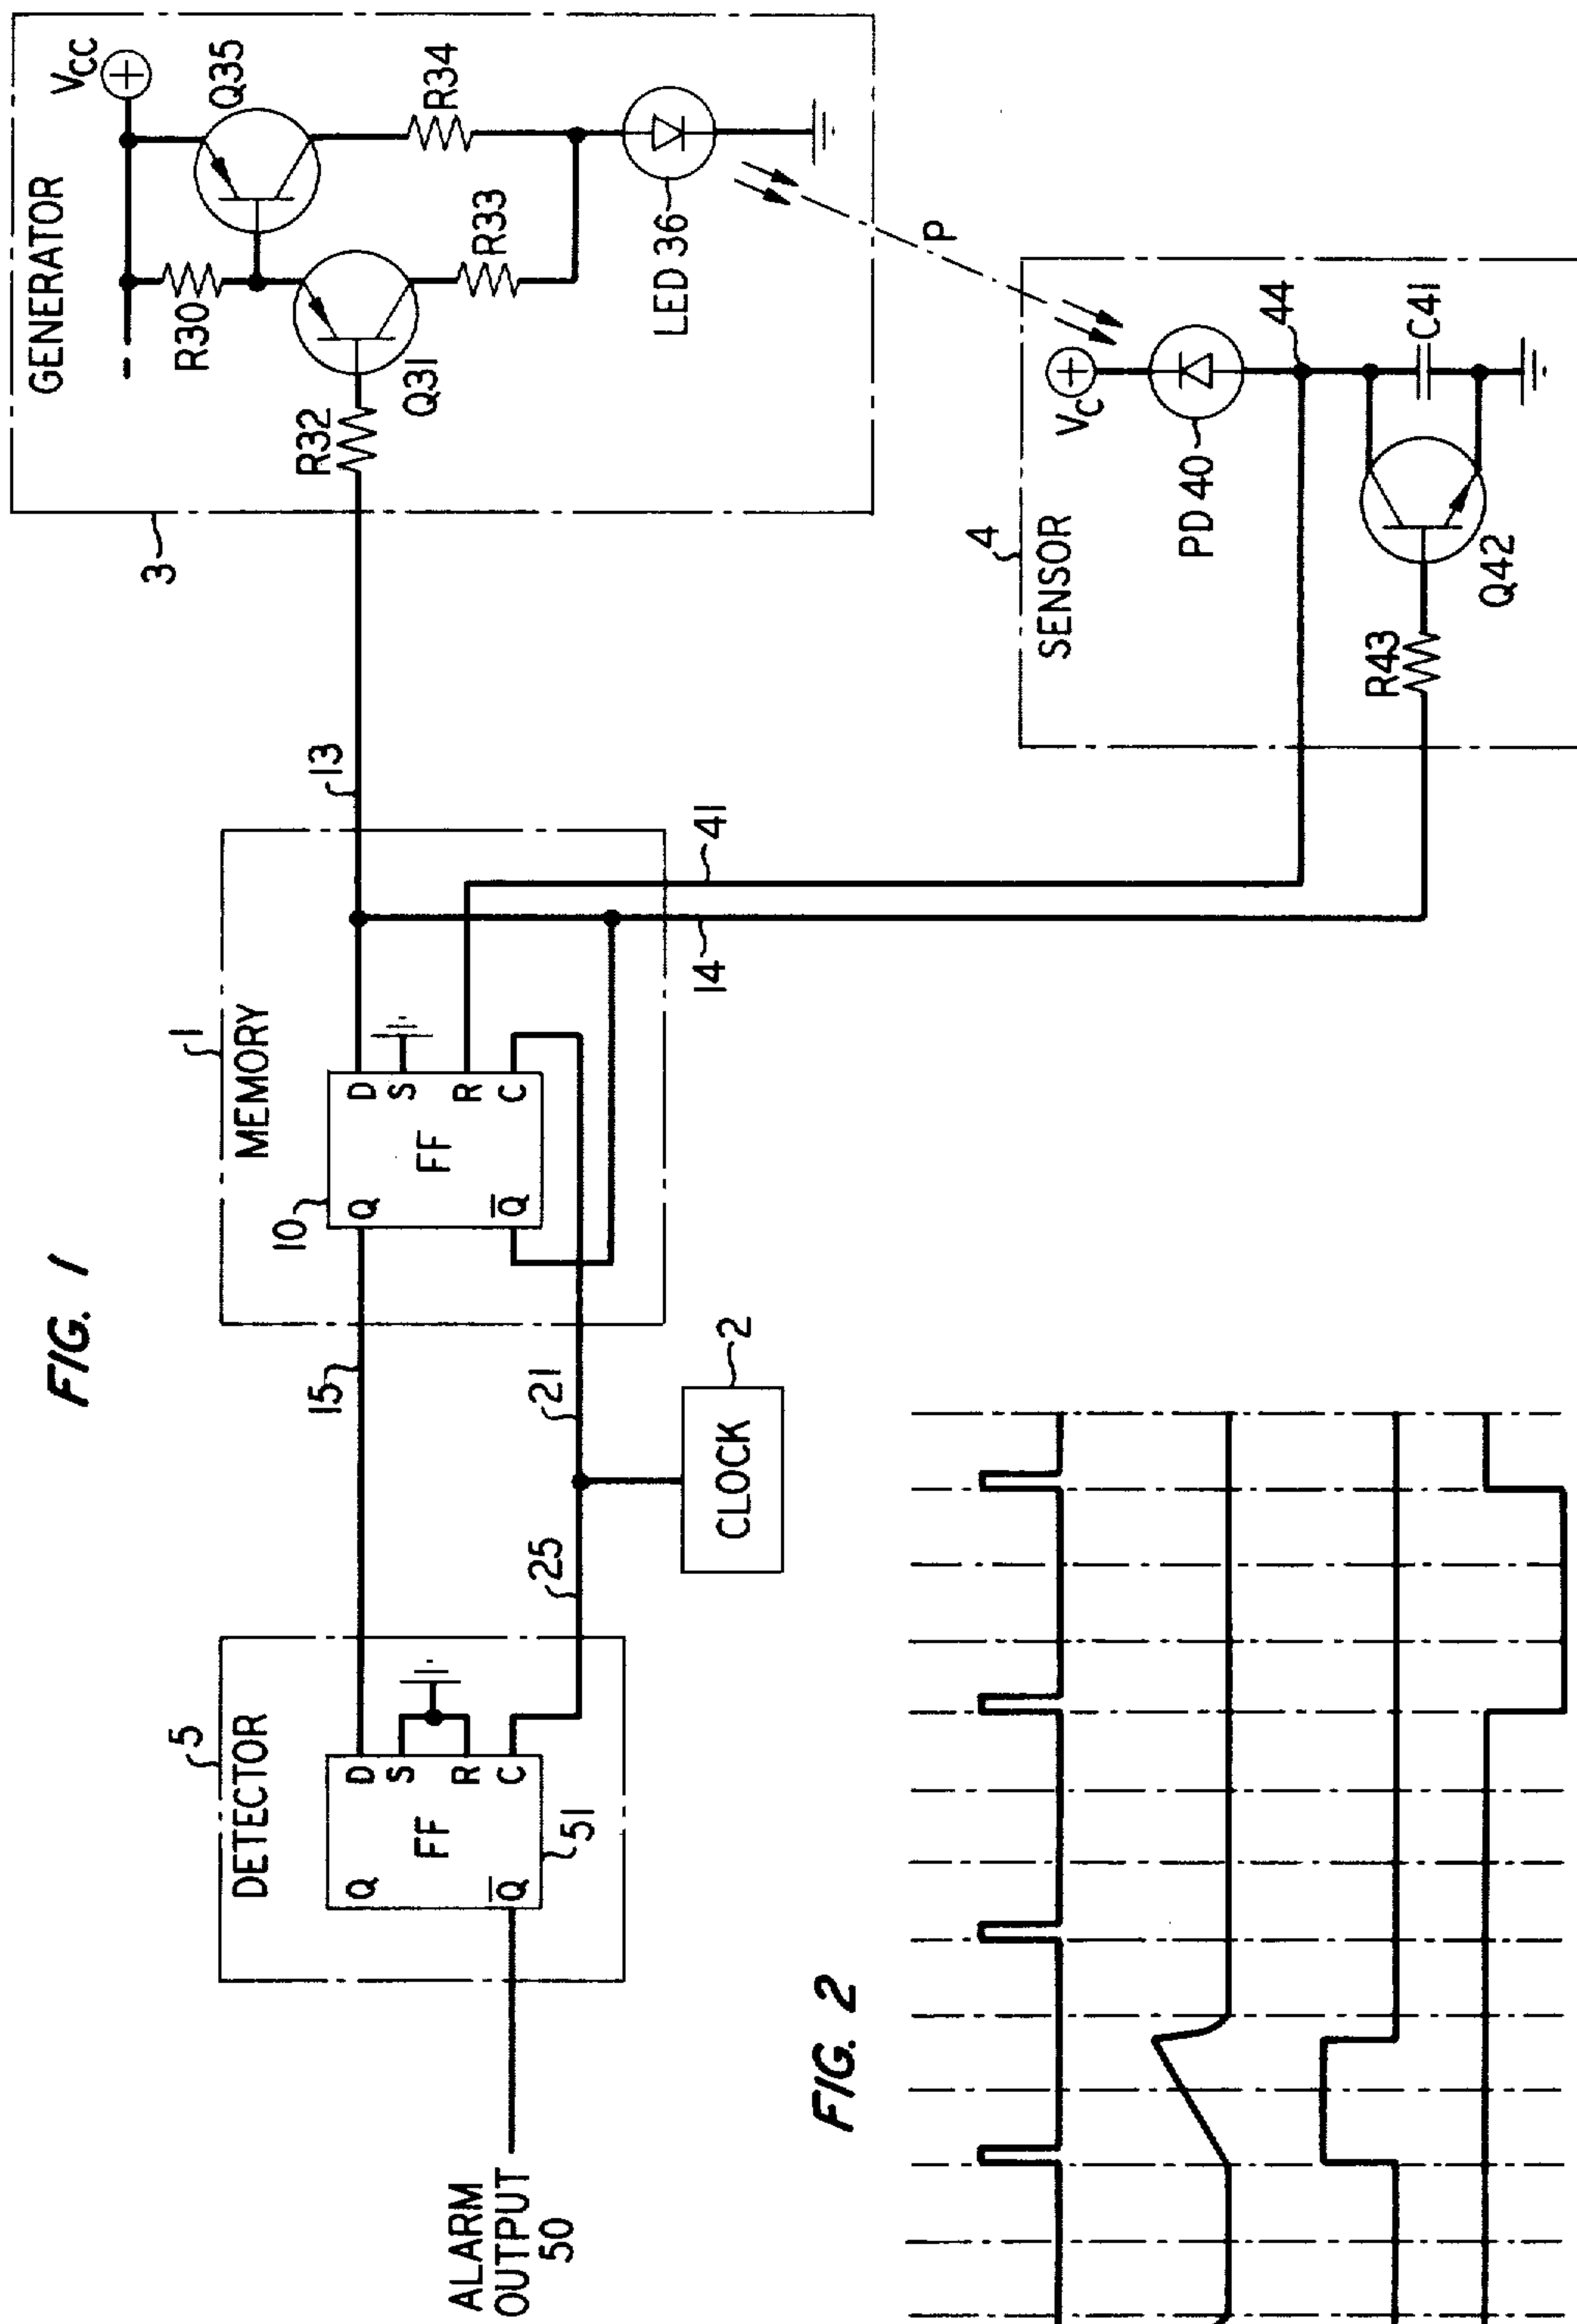 FIG. 1
ALARM
OUTPUT
50
5
DETECTOR
Q
D
S
R
C
FF
Q̅
51
15
25
21
CLOCK
2
1
MEMORY
10
Q
D
S
R
C
FF
Q̅
13
14
41
3
GENERATOR
VCC
R30
Q35
R34
R32
Q31
R33
LED 36
P
4
SENSOR
VC
PD 40
44
C41
R43
Q42
FIG. 2